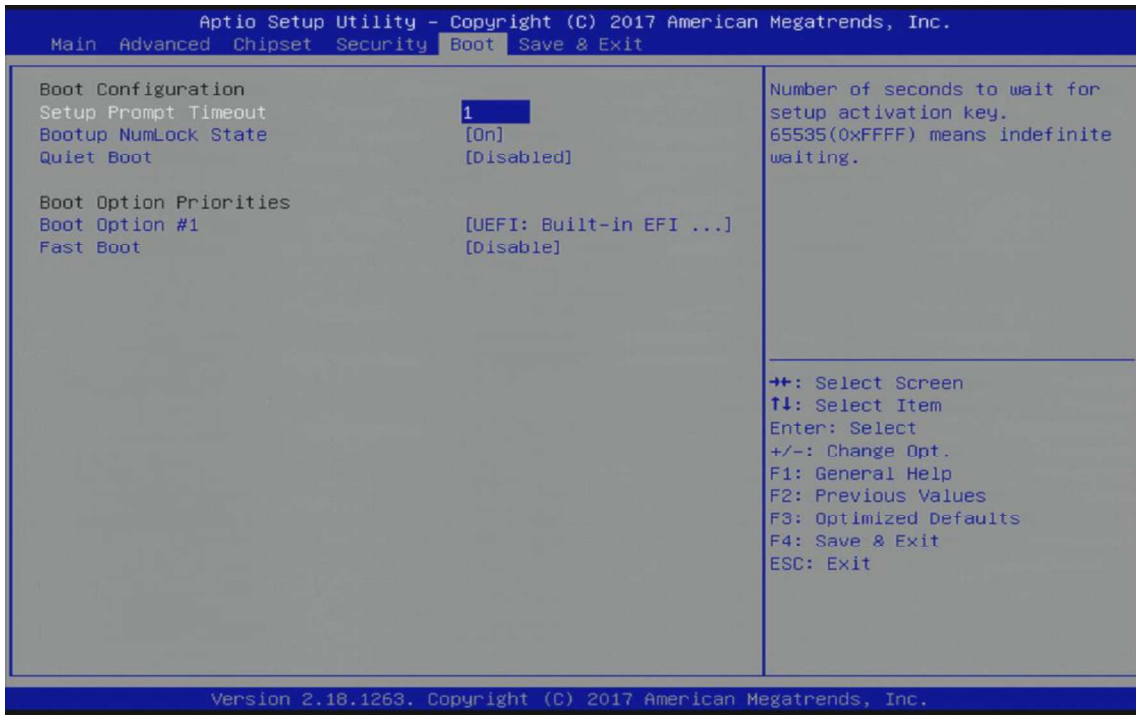 Aptio Setup Utility – Copyright (C) 2017 American Megatrends, Inc.
Main Advanced Chipset Security Boot Save & Exit
Boot Configuration
Setup Prompt Timeout 1
Bootup NumLock State [On]
Quiet Boot [Disabled]
Boot Option Priorities
Boot Option #1 [UEFI: Built-in EFI ...]
Fast Boot [Disable]
Number of seconds to wait for
setup activation key.
65535(0xFFFF) means indefinite
waiting.
→←: Select Screen
↑↓: Select Item
Enter: Select
+/-: Change Opt.
F1: General Help
F2: Previous Values
F3: Optimized Defaults
F4: Save & Exit
ESC: Exit
Version 2.18.1263. Copyright (C) 2017 American Megatrends, Inc.